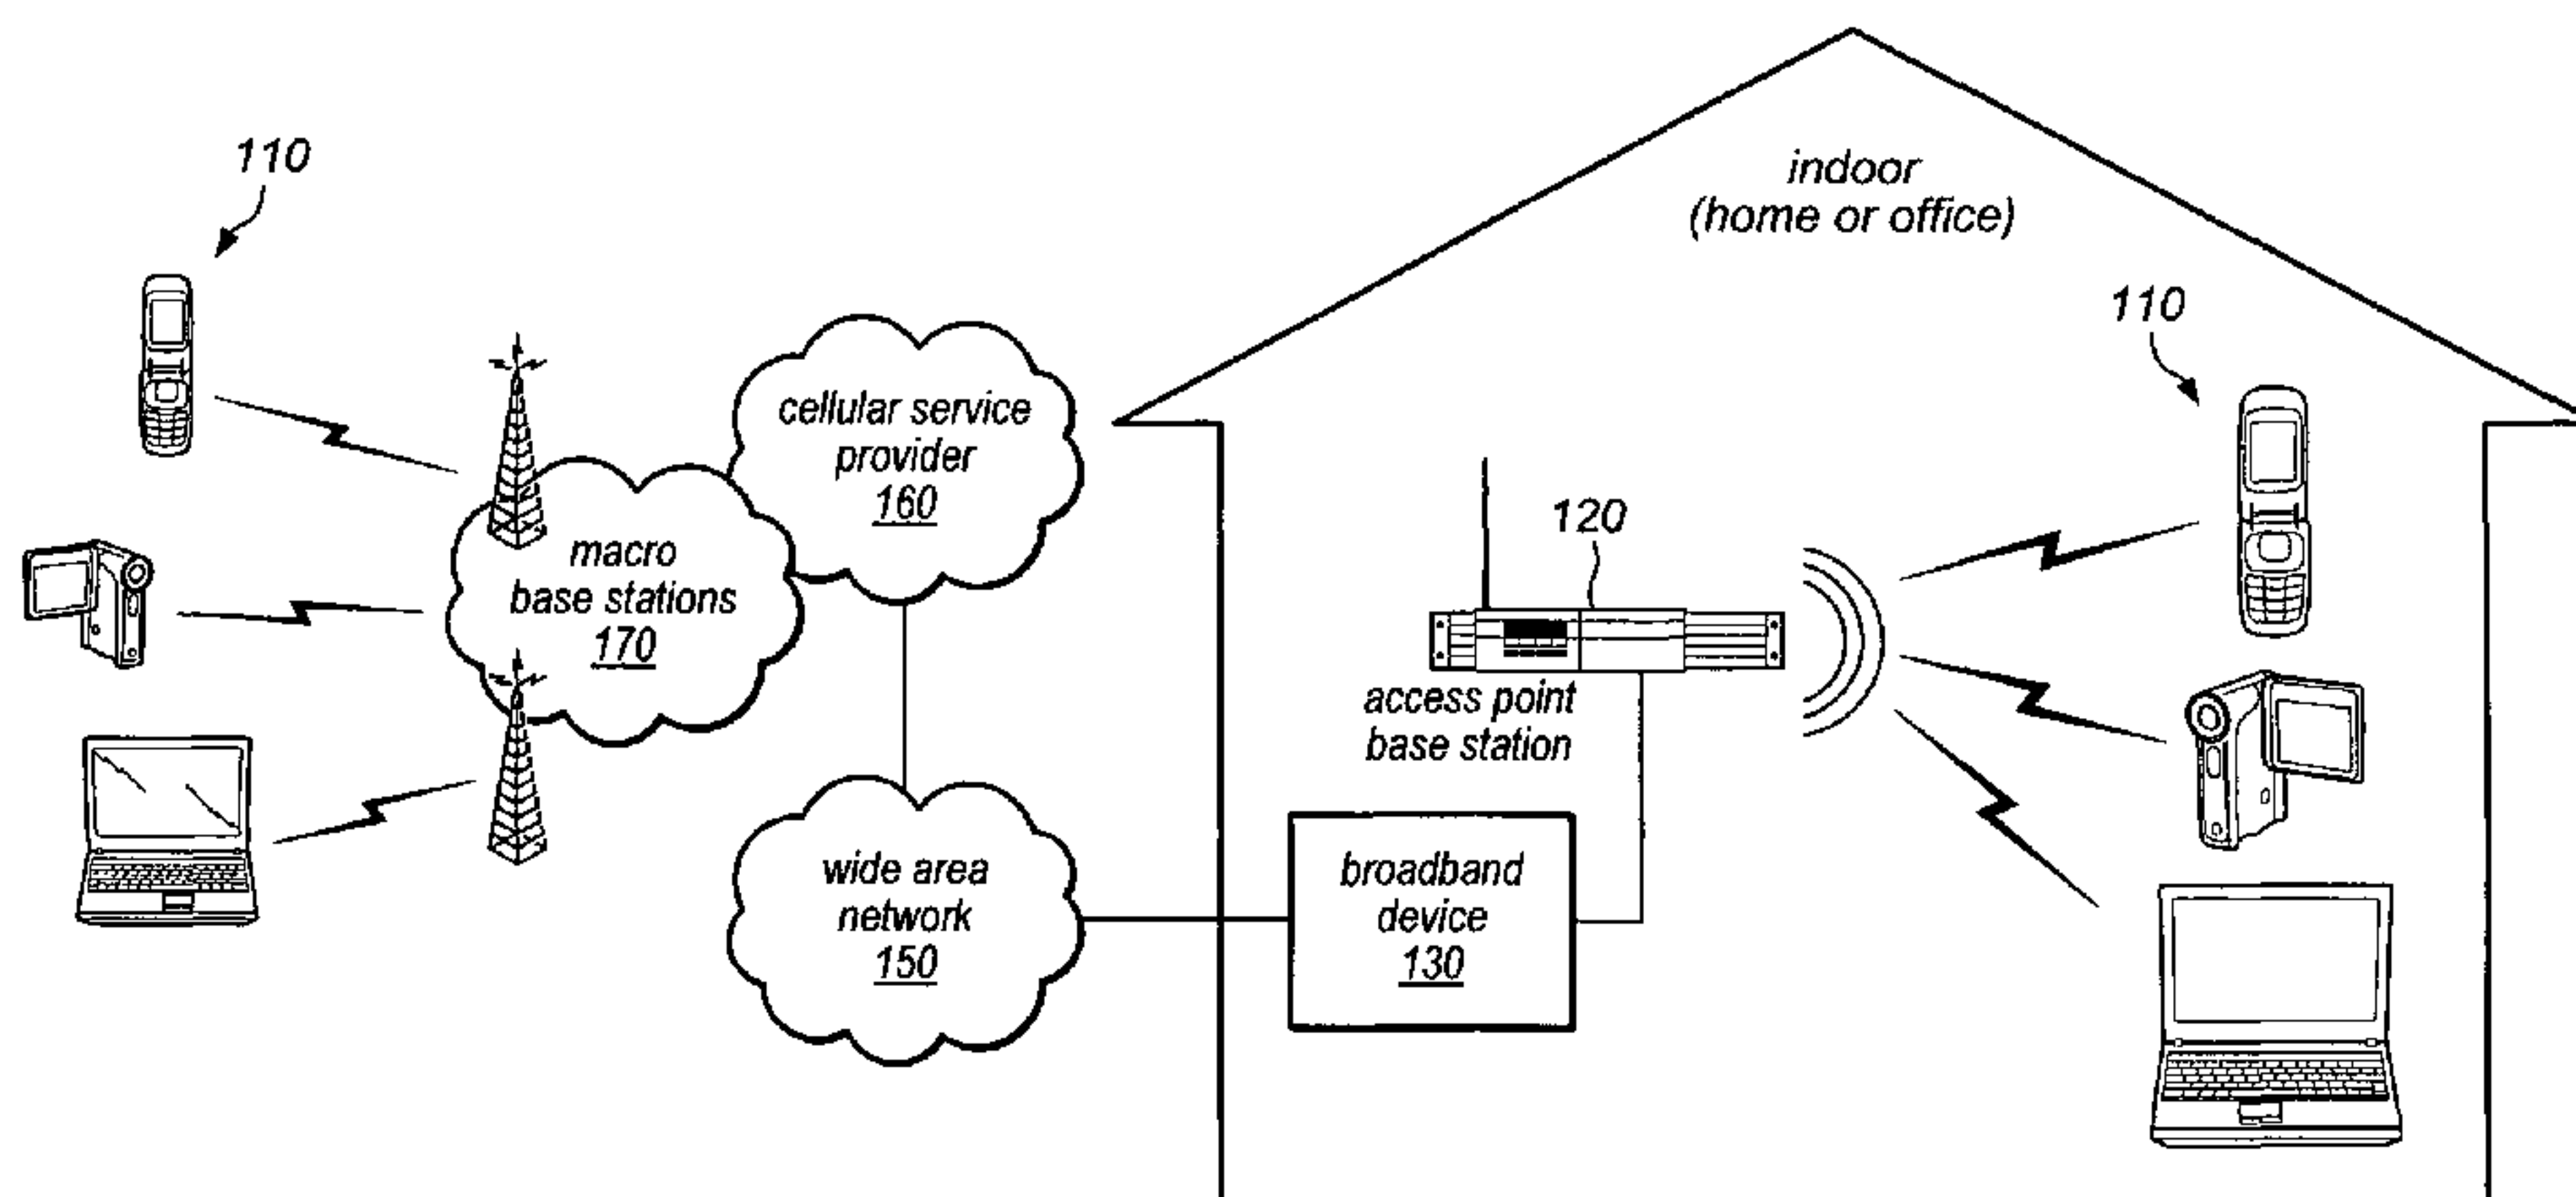 110
indoor
(home or office)
110
cellular service
provider
160
macro
base stations
170
120
access point
base station
wide area
network
150
broadband
device
130